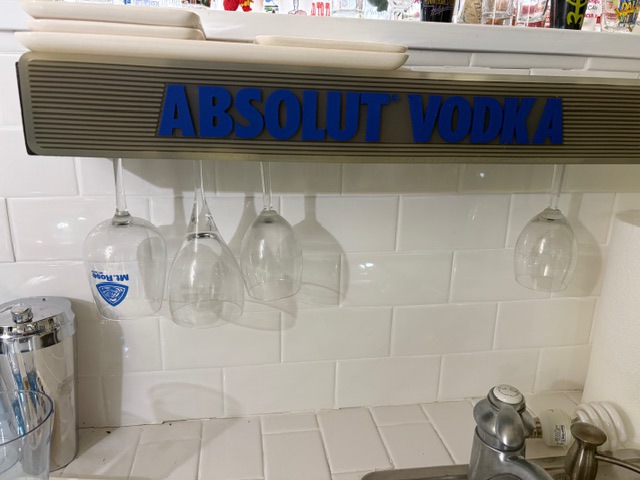 ABSOLUT VODKA
Mt. Rose